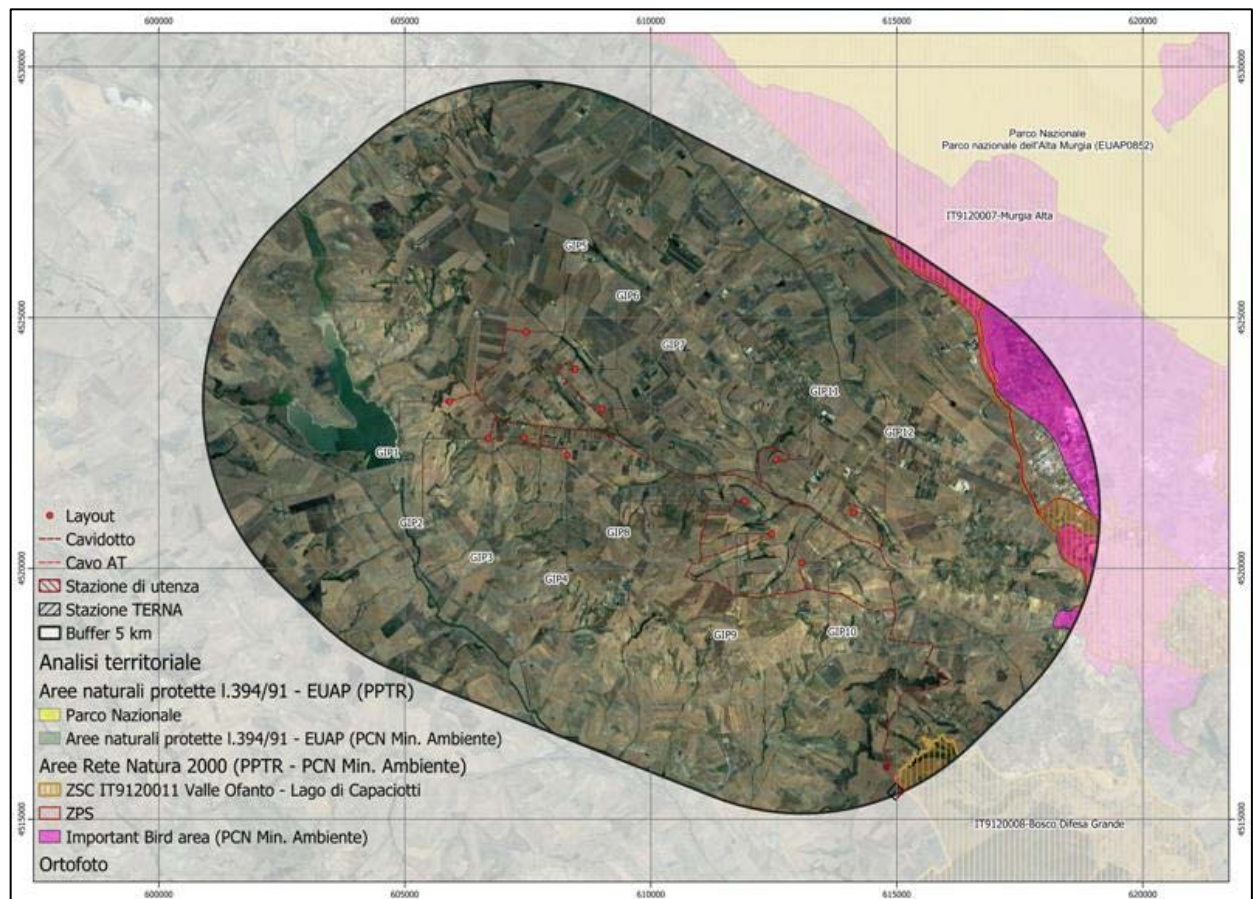 600000
605000
610000
615000
620000
4530000
4530000
Parco Nazionale
Parco nazionale dell'Alta Murgia (EUAP0852)
IT9120007-Murgia Alta
GIP5
GIP6
4525000
4525000
GIP7
GIP11
GIP12
GIP1
GIP2
GIP8
GIP3
GIP4
4520000
4520000
GIP9
GIP10
Layout
Cavidotto
Cavo AT
Stazione di utenza
Stazione TERNA
Buffer 5 km
Analisi territoriale
Aree naturali protette l.394/91 - EUAP (PPTR)
Parco Nazionale
Aree naturali protette l.394/91 - EUAP (PCN Min. Ambiente)
Aree Rete Natura 2000 (PPTR - PCN Min. Ambiente)
ZSC IT9120011 Valle Ofanto - Lago di Capaciotti
ZPS
Important Bird area (PCN Min. Ambiente)
Ortofoto
IT9120008-Bosco Difesa Grande
4515000
4515000
600000
605000
610000
615000
620000